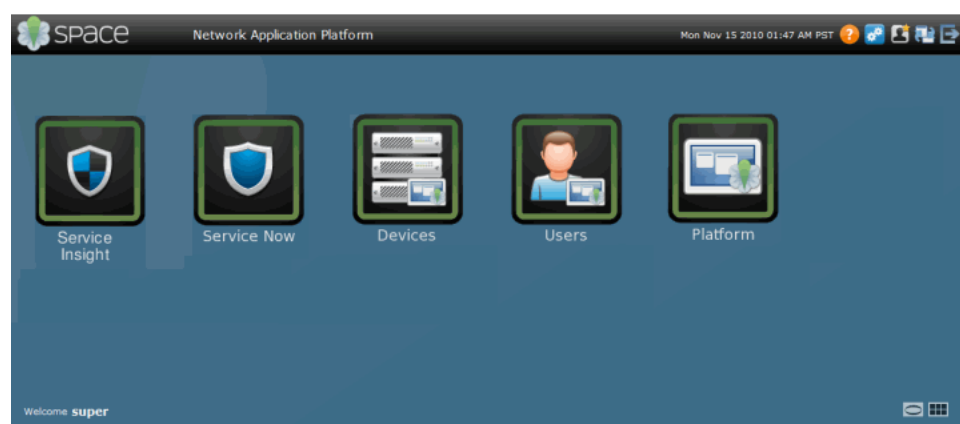 space
Network Application Platform
Mon Nov 15 2010 01:47 AM PST
?
Service Insight
Service Now
Devices
Users
Platform
Welcome super